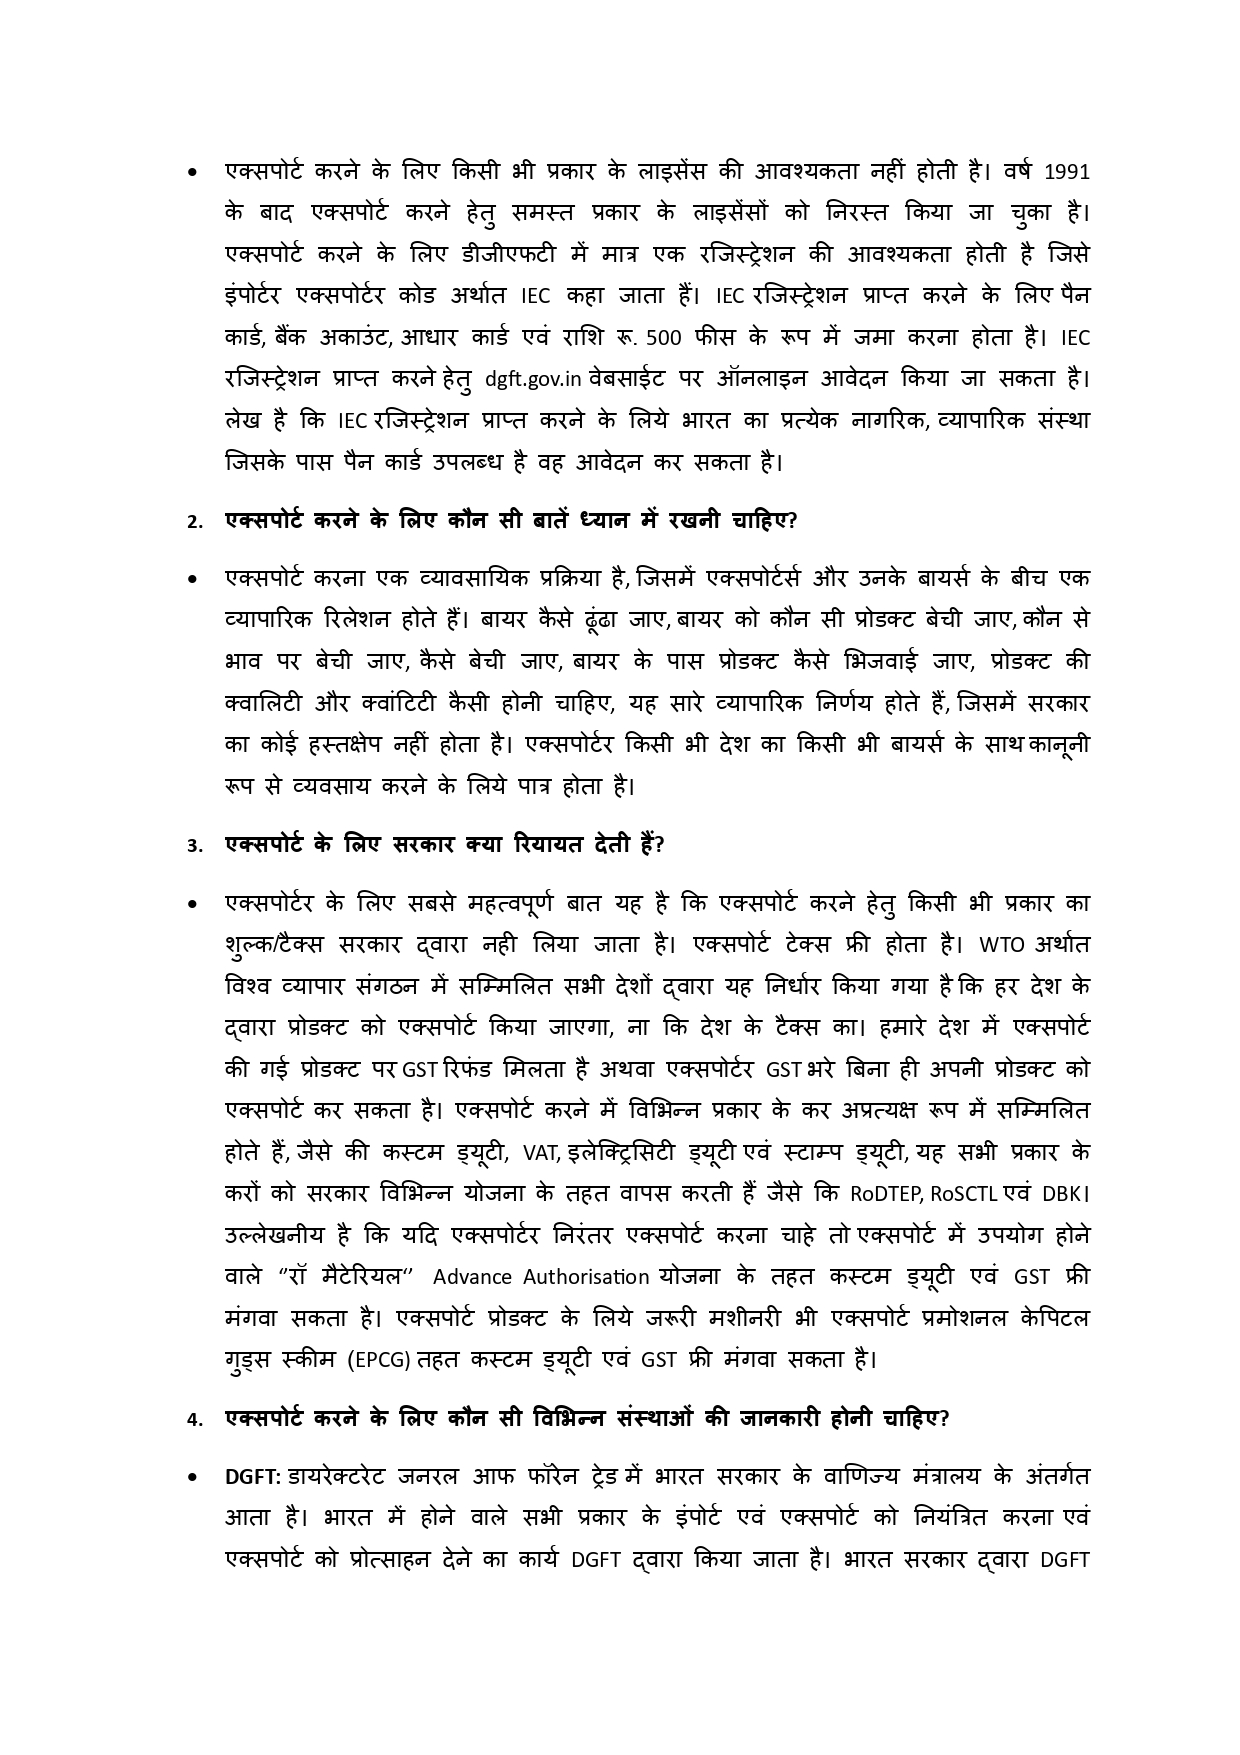 • एक्सपोर्ट करने के लिए किसी भी प्रकार के लाइसेंस की आवश्यकता नहीं होती है। वर्ष 1991
के बाद एक्सपोर्ट करने हेतु समस्त प्रकार के लाइसेंसों को निरस्त किया जा चुका है।
एक्सपोर्ट करने के लिए डीजीएफटी में मात्र एक रजिस्ट्रेशन की आवश्यकता होती है जिसे
इंपोर्टर एक्सपोर्टर कोड अर्थात IEC कहा जाता हैं। IEC रजिस्ट्रेशन प्राप्त करने के लिए पैन
कार्ड, बैंक अकाउंट, आधार कार्ड एवं राशि रू. 500 फीस के रूप में जमा करना होता है। IEC
रजिस्ट्रेशन प्राप्त करने हेतु dgft.gov.in वेबसाईट पर ऑनलाइन आवेदन किया जा सकता है।
लेख है कि IEC रजिस्ट्रेशन प्राप्त करने के लिये भारत का प्रत्येक नागरिक, व्यापारिक संस्था
जिसके पास पैन कार्ड उपलब्ध है वह आवेदन कर सकता है।
2. एक्सपोर्ट करने के लिए कौन सी बातें ध्यान में रखनी चाहिए?
• एक्सपोर्ट करना एक व्यावसायिक प्रक्रिया है, जिसमें एक्सपोर्टर्स और उनके बायर्स के बीच एक
व्यापारिक रिलेशन होते हैं। बायर कैसे ढूंढा जाए, बायर को कौन सी प्रोडक्ट बेची जाए, कौन से
भाव पर बेची जाए, कैसे बेची जाए, बायर के पास प्रोडक्ट कैसे भिजवाई जाए, प्रोडक्ट की
क्वालिटी और क्वांटिटी कैसी होनी चाहिए, यह सारे व्यापारिक निर्णय होते हैं, जिसमें सरकार
का कोई हस्तक्षेप नहीं होता है। एक्सपोर्टर किसी भी देश का किसी भी बायर्स के साथ कानूनी
रूप से व्यवसाय करने के लिये पात्र होता है।
3. एक्सपोर्ट के लिए सरकार क्या रियायत देती हैं?
• एक्सपोर्टर के लिए सबसे महत्वपूर्ण बात यह है कि एक्सपोर्ट करने हेतु किसी भी प्रकार का
शुल्क/टैक्स सरकार द्वारा नही लिया जाता है। एक्सपोर्ट टेक्स फ्री होता है। WTO अर्थात
विश्व व्यापार संगठन में सम्मिलित सभी देशों द्वारा यह निर्धार किया गया है कि हर देश के
द्वारा प्रोडक्ट को एक्सपोर्ट किया जाएगा, ना कि देश के टैक्स का। हमारे देश में एक्सपोर्ट
की गई प्रोडक्ट पर GST रिफंड मिलता है अथवा एक्सपोर्टर GST भरे बिना ही अपनी प्रोडक्ट को
एक्सपोर्ट कर सकता है। एक्सपोर्ट करने में विभिन्न प्रकार के कर अप्रत्यक्ष रूप में सम्मिलित
होते हैं, जैसे की कस्टम ड्यूटी, VAT, इलेक्ट्रिसिटी ड्यूटी एवं स्टाम्प ड्यूटी, यह सभी प्रकार के
करों को सरकार विभिन्न योजना के तहत वापस करती हैं जैसे कि RoDTEP, RoSCTL एवं DBK।
उल्लेखनीय है कि यदि एक्सपोर्टर निरंतर एक्सपोर्ट करना चाहे तो एक्सपोर्ट में उपयोग होने
वाले “रॉ मैटेरियल‘’ Advance Authorisation योजना के तहत कस्टम ड्यूटी एवं GST फ्री
मंगवा सकता है। एक्सपोर्ट प्रोडक्ट के लिये जरूरी मशीनरी भी एक्सपोर्ट प्रमोशनल केपिटल
गुड्स स्कीम (EPCG) तहत कस्टम ड्यूटी एवं GST फ्री मंगवा सकता है।
4. एक्सपोर्ट करने के लिए कौन सी विभिन्न संस्थाओं की जानकारी होनी चाहिए?
• DGFT: डायरेक्टरेट जनरल आफ फॉरेन ट्रेड में भारत सरकार के वाणिज्य मंत्रालय के अंतर्गत
आता है। भारत में होने वाले सभी प्रकार के इंपोर्ट एवं एक्सपोर्ट को नियंत्रित करना एवं
एक्सपोर्ट को प्रोत्साहन देने का कार्य DGFT द्वारा किया जाता है। भारत सरकार द्वारा DGFT